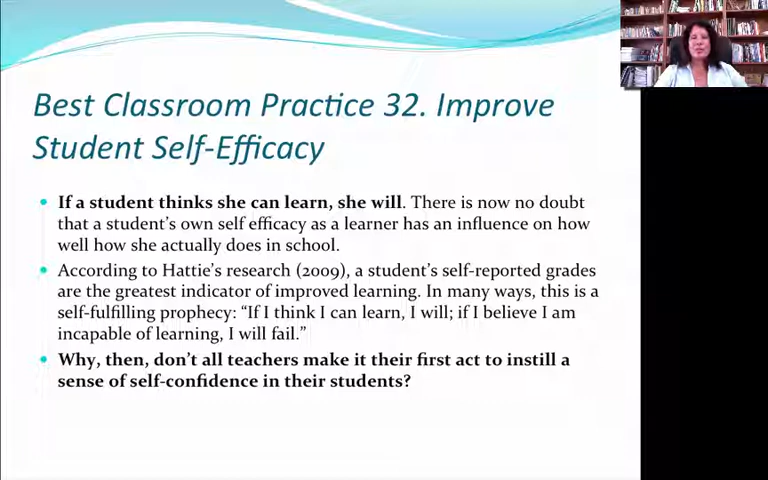 Best Classroom Practice 32. Improve
Student Self-Efficacy
If a student thinks she can learn, she will. There is now no doubt
that a student's own self efficacy as a learner has an influence on how
well how she actually does in school.
According to Hattie's research (2009), a student's self-reported grades
are the greatest indicator of improved learning. In many ways, this is a
self-fulfilling prophecy: “If I think I can learn, I will; if I believe I am
incapable of learning, I will fail.”
Why, then, don't all teachers make it their first act to instill a
sense of self-confidence in their students?